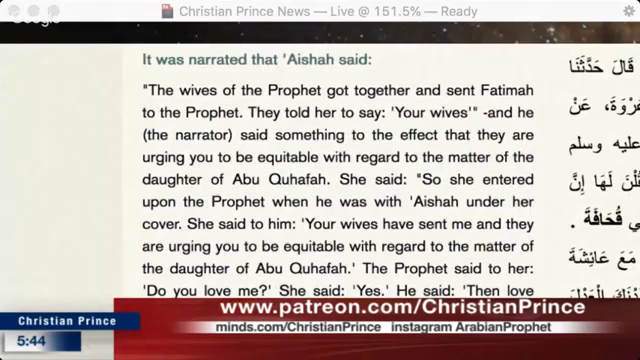 Christian Prince News — Live @ 151.5% — Ready
Google
It was narrated that 'Aishah said:
"The wives of the Prophet got together and sent Fatimah
to the Prophet. They told her to say: 'Your wives'" -and he
(the narrator) said something to the effect that they are
urging you to be equitable with regard to the matter of the
daughter of Abu Quhafah. She said: "So she entered
upon the Prophet when he was with 'Aishah under her
cover. She said to him: 'Your wives have sent me and they
are urging you to be equitable with regard to the matter of
the daughter of Abu Quhafah.' The Prophet said to her:
'Do you love me?' She said: 'Yes.' He said: 'Then love
قَالَ حَدَّثَنَا
عُرْوَةَ، عَنْ
عليه وسلم
قُلْنَ لَهَا إِنَّ
ي قُحَافَةَ .
مَعَ عَائِشَةَ
www.patreon.com/ChristianPrince
minds.com/ChristianPrince instagram ArabianProphet
Christian Prince
5:44